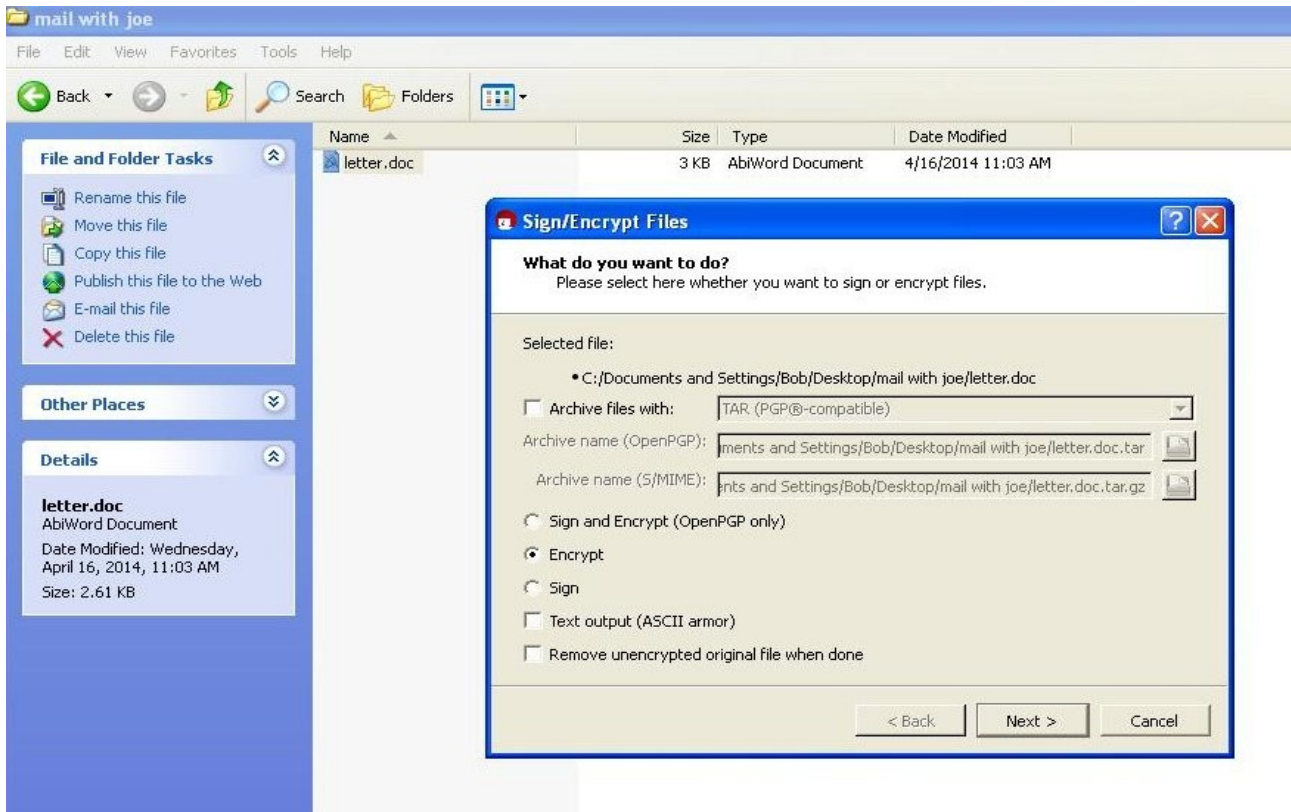 mail with joe
File Edit View Favorites Tools Help
Back Search Folders
Name Size Type Date Modified
letter.doc 3 KB AbiWord Document 4/16/2014 11:03 AM
File and Folder Tasks
Rename this file
Move this file
Copy this file
Publish this file to the Web
E-mail this file
Delete this file
Other Places
Details
letter.doc
AbiWord Document
Date Modified: Wednesday,
April 16, 2014, 11:03 AM
Size: 2.61 KB
Sign/Encrypt Files
What do you want to do?
Please select here whether you want to sign or encrypt files.
Selected file:
• C:/Documents and Settings/Bob/Desktop/mail with joe/letter.doc
Archive files with: TAR (PGP®-compatible)
Archive name (OpenPGP): ments and Settings/Bob/Desktop/mail with joe/letter.doc.tar
Archive name (S/MIME): ents and Settings/Bob/Desktop/mail with joe/letter.doc.tar.gz
Sign and Encrypt (OpenPGP only)
Encrypt
Sign
Text output (ASCII armor)
Remove unencrypted original file when done
< Back Next > Cancel